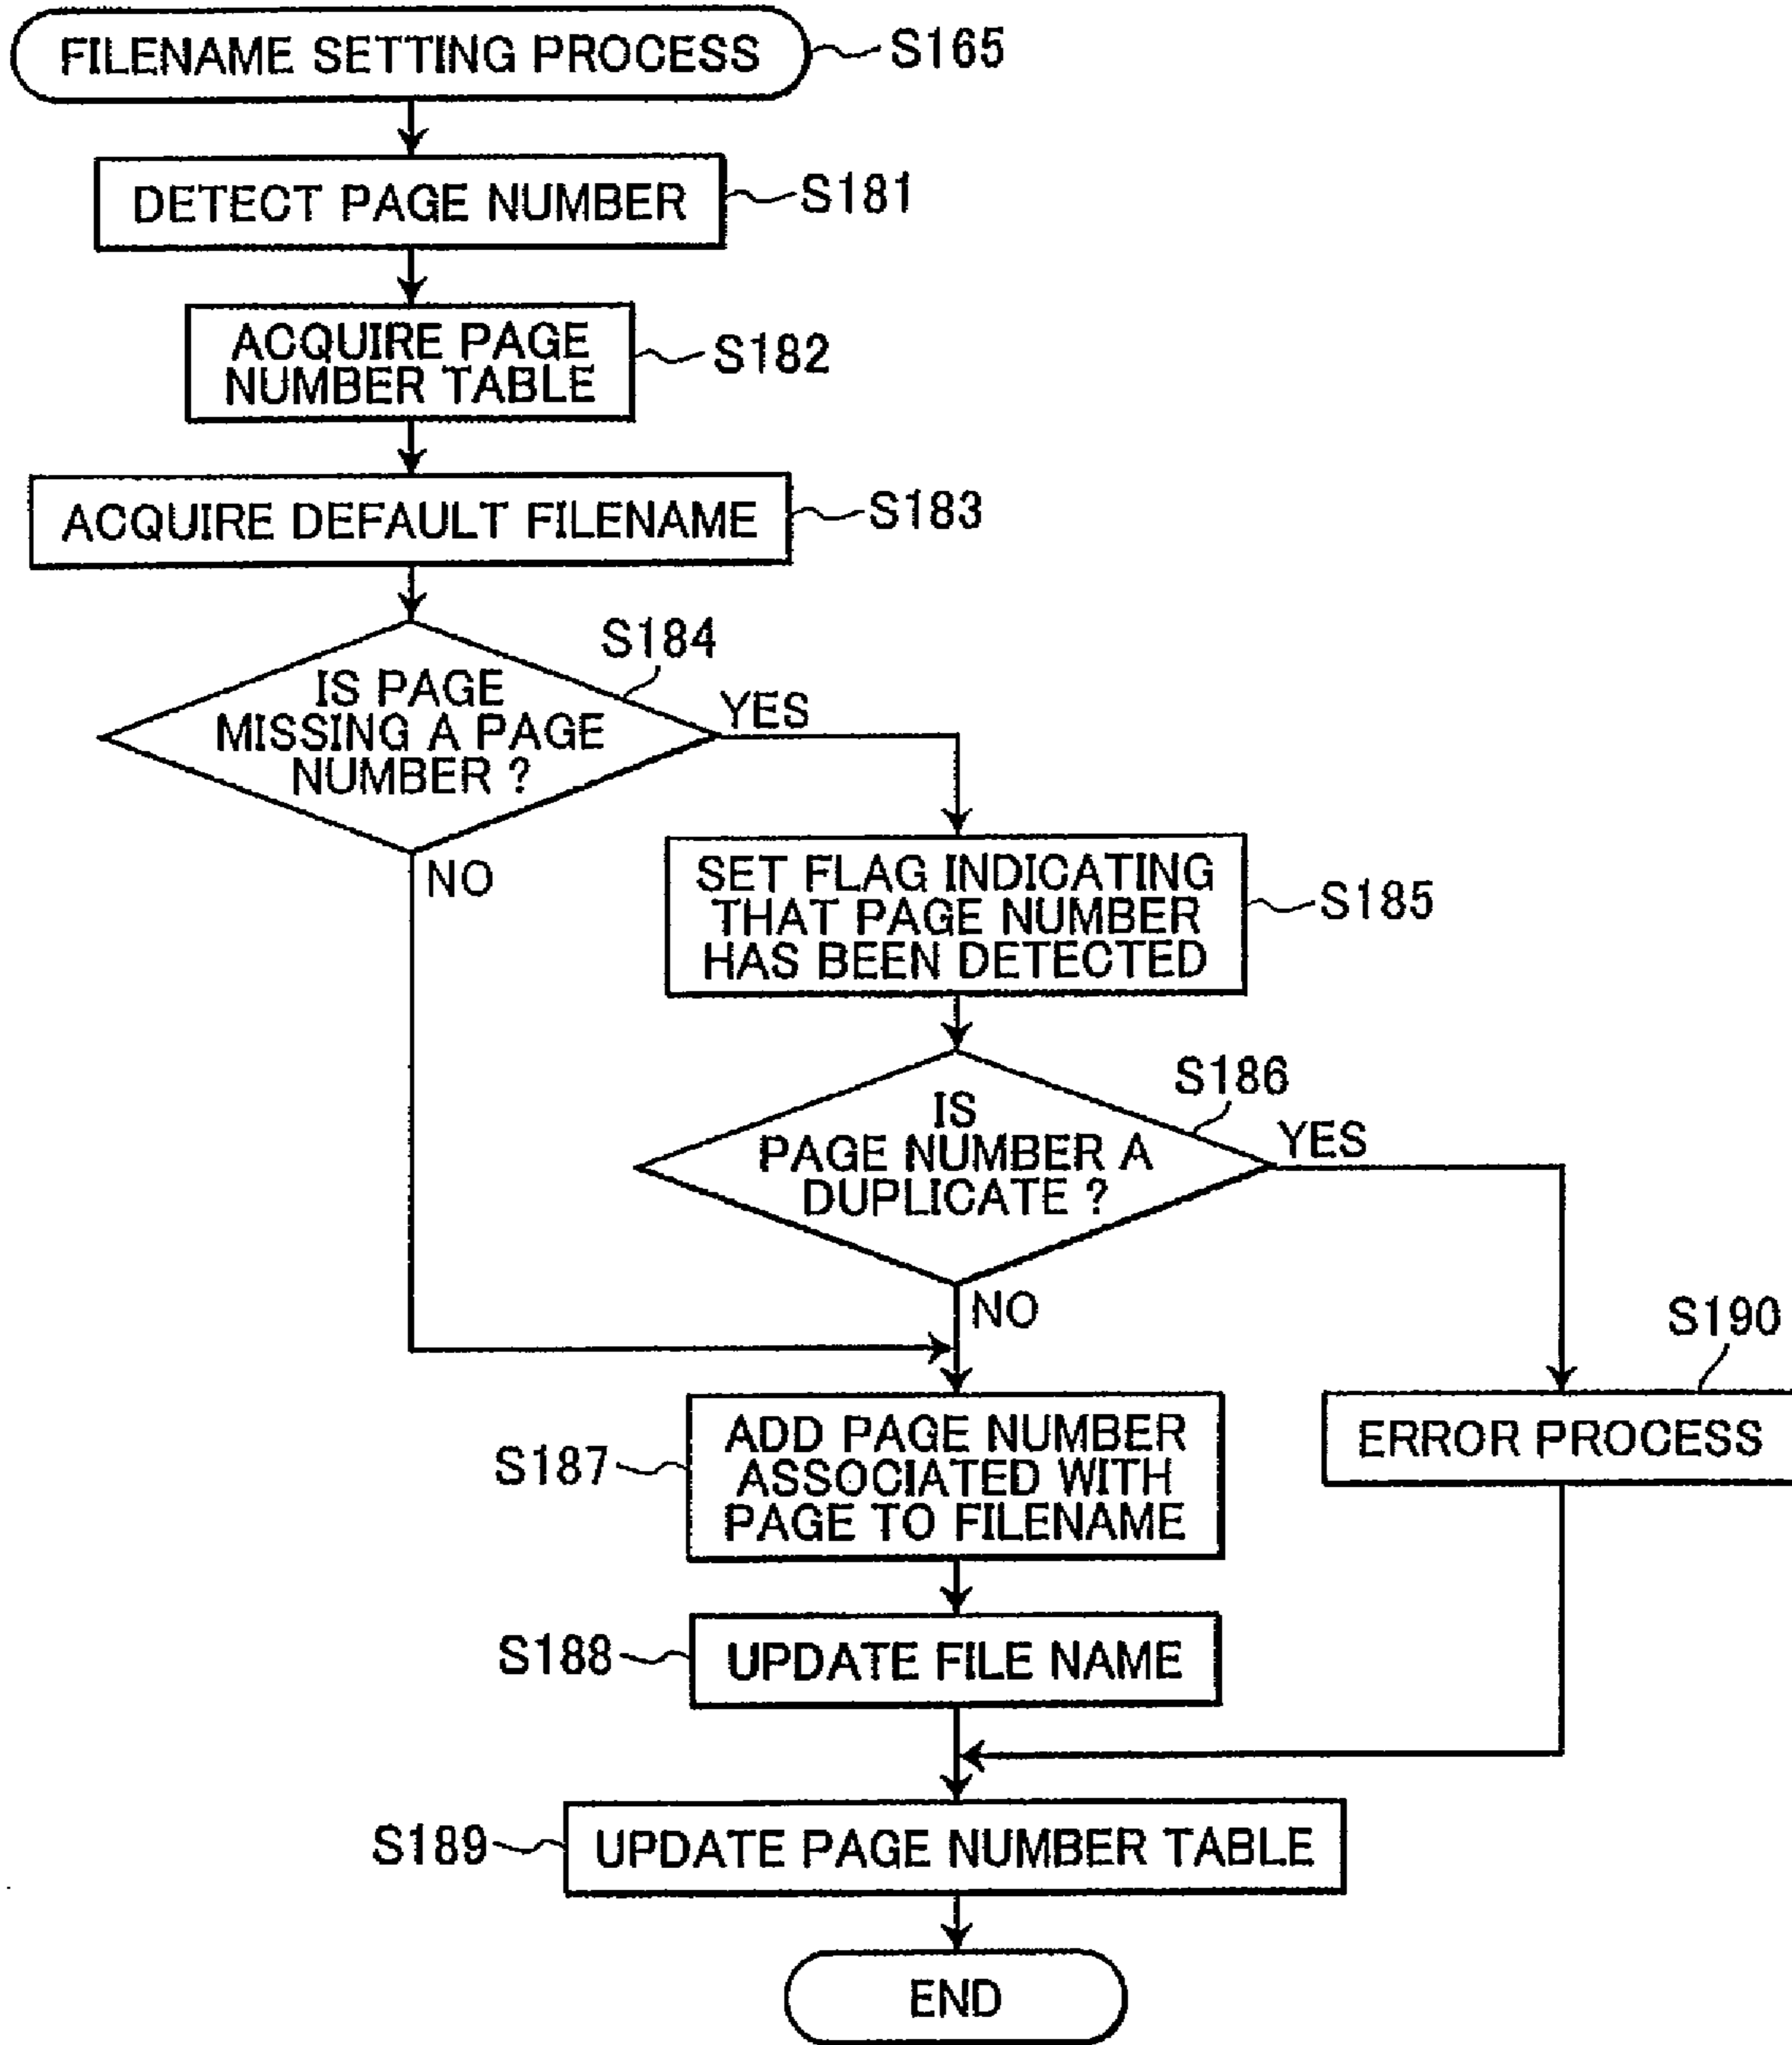 FILENAME SETTING PROCESS
S165
DETECT PAGE NUMBER
S181
ACQUIRE PAGE
NUMBER TABLE
S182
ACQUIRE DEFAULT FILENAME
S183
S184
IS PAGE
MISSING A PAGE
NUMBER ?
YES
NO
SET FLAG INDICATING
THAT PAGE NUMBER
HAS BEEN DETECTED
S185
S186
IS
PAGE NUMBER A
DUPLICATE ?
YES
NO
S190
ERROR PROCESS
ADD PAGE NUMBER
ASSOCIATED WITH
PAGE TO FILENAME
S187
S188
UPDATE FILE NAME
S189
UPDATE PAGE NUMBER TABLE
END